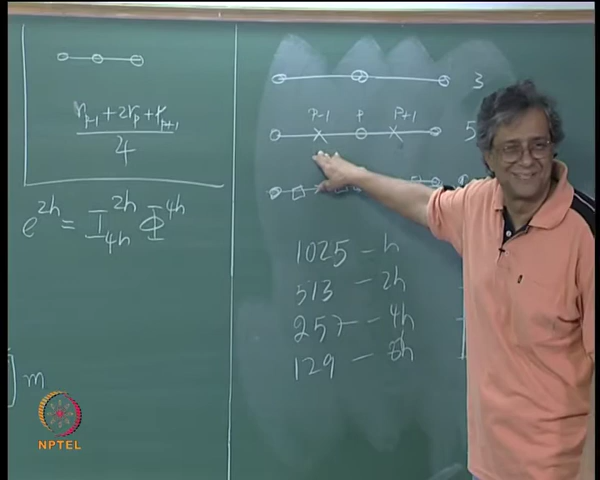 r_{p-1} + 2r_p + r_{p+1}
4
e^{2h} = I_{4h}^{2h} Φ^{4h}
] m
3
p-1 p p+1
5
1025 - h
513 - 2h
257 - 4h
129 - 8h
NPTEL